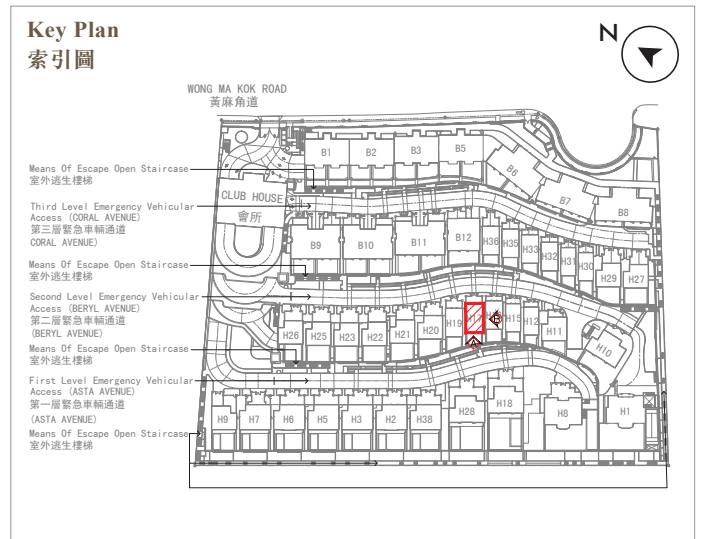 Key Plan
索引圖
N
WONG MA KOK ROAD
黃麻角道
B1
B2
B3
B5
B6
B7
B8
Means Of Escape Open Staircase
室外逃生樓梯
CLUB HOUSE
會所
Third Level Emergency Vehicular
Access (CORAL AVENUE)
第三層緊急車輛通道
CORAL AVENUE)
B9
B10
B11
B12
H36
H35
H33
H32
H31
H30
H29
H27
Means Of Escape Open Staircase
室外逃生樓梯
Second Level Emergency Vehicular
Access (BERYL AVENUE)
第二層緊急車輛通道
(BERYL AVENUE)
H26
H25
H23
H22
H21
H20
H19
H17
B
H15
H12
H11
H10
A
Means Of Escape Open Staircase
室外逃生樓梯
First Level Emergency Vehicular
Access (ASTA AVENUE)
第一層緊急車輛通道
(ASTA AVENUE)
H9
H7
H6
H5
H3
H2
H38
H28
H18
H8
H1
Means Of Escape Open Staircase
室外逃生樓梯